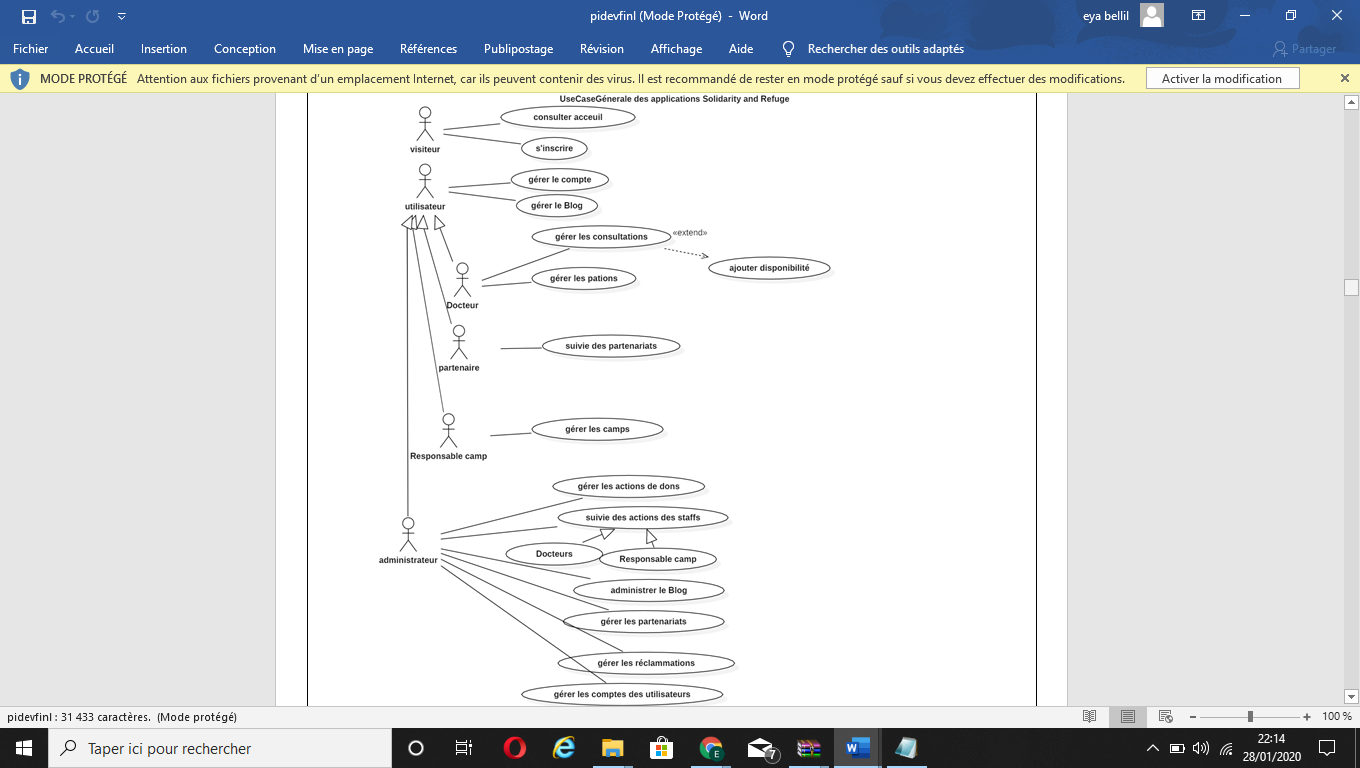 pidevfinl (Mode Protégé) - Word
eya bellil
Fichier Accueil Insertion Conception Mise en page Références Publipostage Révision Affichage Aide Rechercher des outils adaptés Partager
MODE PROTÉGÉ Attention aux fichiers provenant d'un emplacement Internet, car ils peuvent contenir des virus. Il est recommandé de rester en mode protégé sauf si vous devez effectuer des modifications. Activer la modification
UseCaseGénerale des applications Solidarity and Refuge
consulter acceuil
visiteur
s'inscrire
gérer le compte
utilisateur
gérer le Blog
gérer les consultations
«extend»
ajouter disponibilité
gérer les pations
Docteur
suivie des partenariats
partenaire
gérer les camps
Responsable camp
gérer les actions de dons
suivie des actions des staffs
Docteurs
Responsable camp
administrateur
administrer le Blog
gérer les partenariats
gérer les réclammations
gérer les comptes des utilisateurs
pidevfinl : 31 433 caractères. (Mode protégé)
100 %
Taper ici pour rechercher
E
7
22:14
28/01/2020